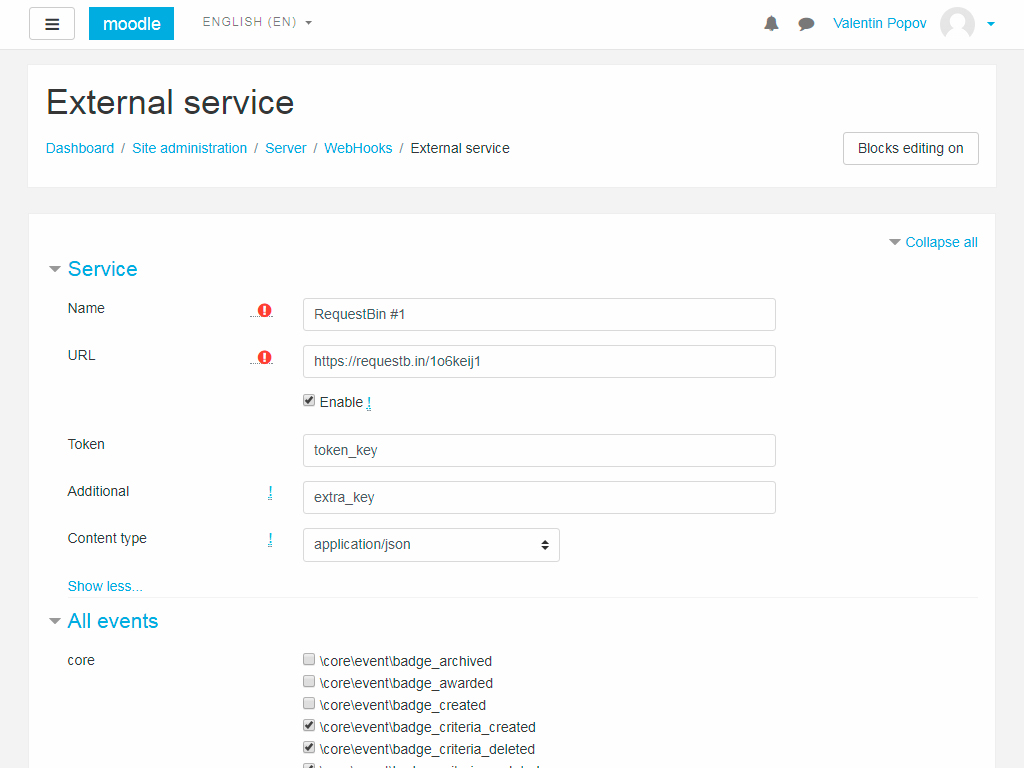 moodle ENGLISH (EN) Valentin Popov
External service
Dashboard / Site administration / Server / WebHooks / External service Blocks editing on
Collapse all
Service
Name RequestBin #1
URL https://requestb.in/1o6keij1
Enable
Token token_key
Additional extra_key
Content type application/json
Show less...
All events
core \core\event\badge_archived
\core\event\badge_awarded
\core\event\badge_created
\core\event\badge_criteria_created
\core\event\badge_criteria_deleted